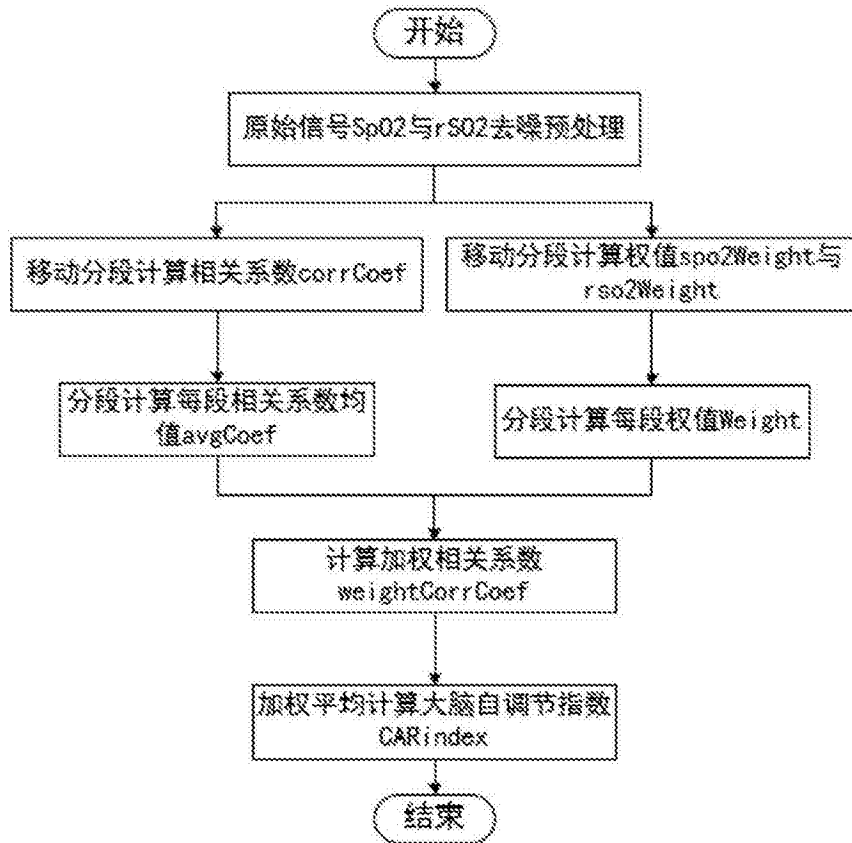 开始
原始信号SpO2与rSO2去噪预处理
移动分段计算相关系数corrCoef
移动分段计算权值spo2Weight与
rso2Weight
分段计算每段相关系数均
值avgCoef
分段计算每段权值Weight
计算加权相关系数
weightCorrCoef
加权平均计算大脑自调节指数
CARindex
结束